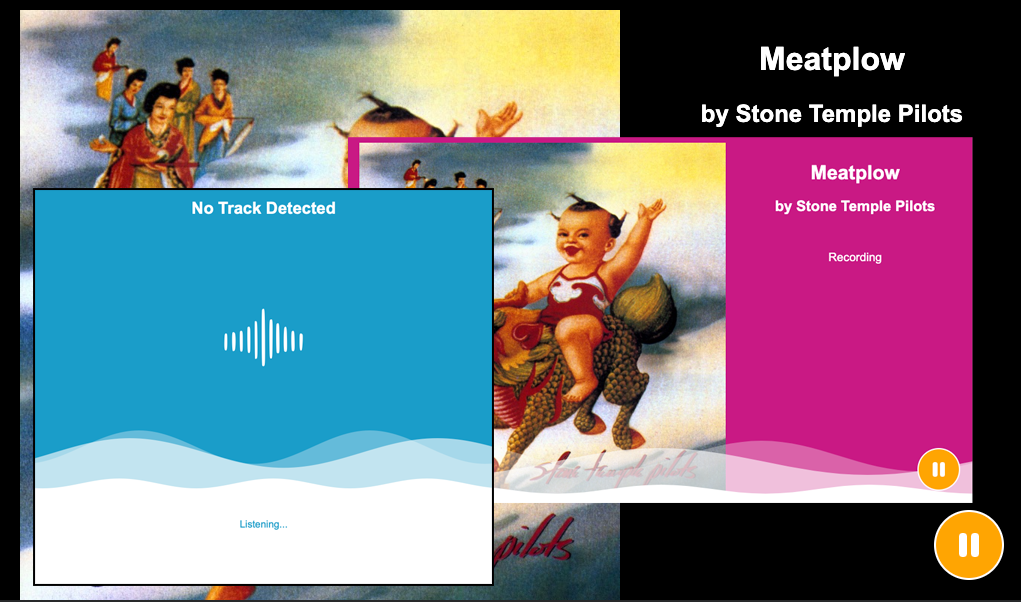 Meatplow
by Stone Temple Pilots
Meatplow
by Stone Temple Pilots
Recording
No Track Detected
Listening...
stone temple pilots
pilots